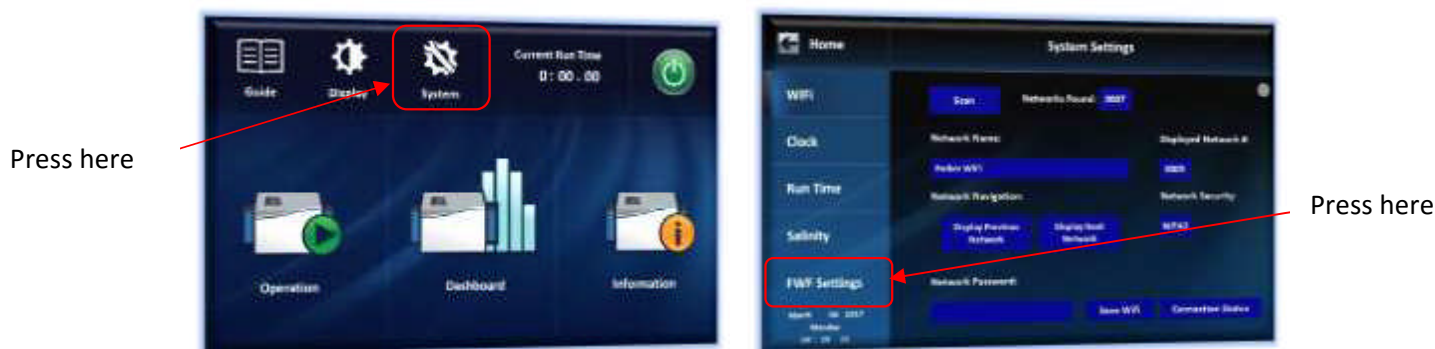 Press here
Guide
Display
System
Current Run Time
0: 00. 00
Operation
Dashboard
Information
Press here
Home
System Settings
WiFi
Clock
Run Time
Salinity
FWF Settings
Scan
Networks Found
Network Name:
Displayed Network #:
Network Navigation:
Network Security:
Display Previous
Network
Display Next
Network
Network Password:
Save WiFi
Connection Status
Monday